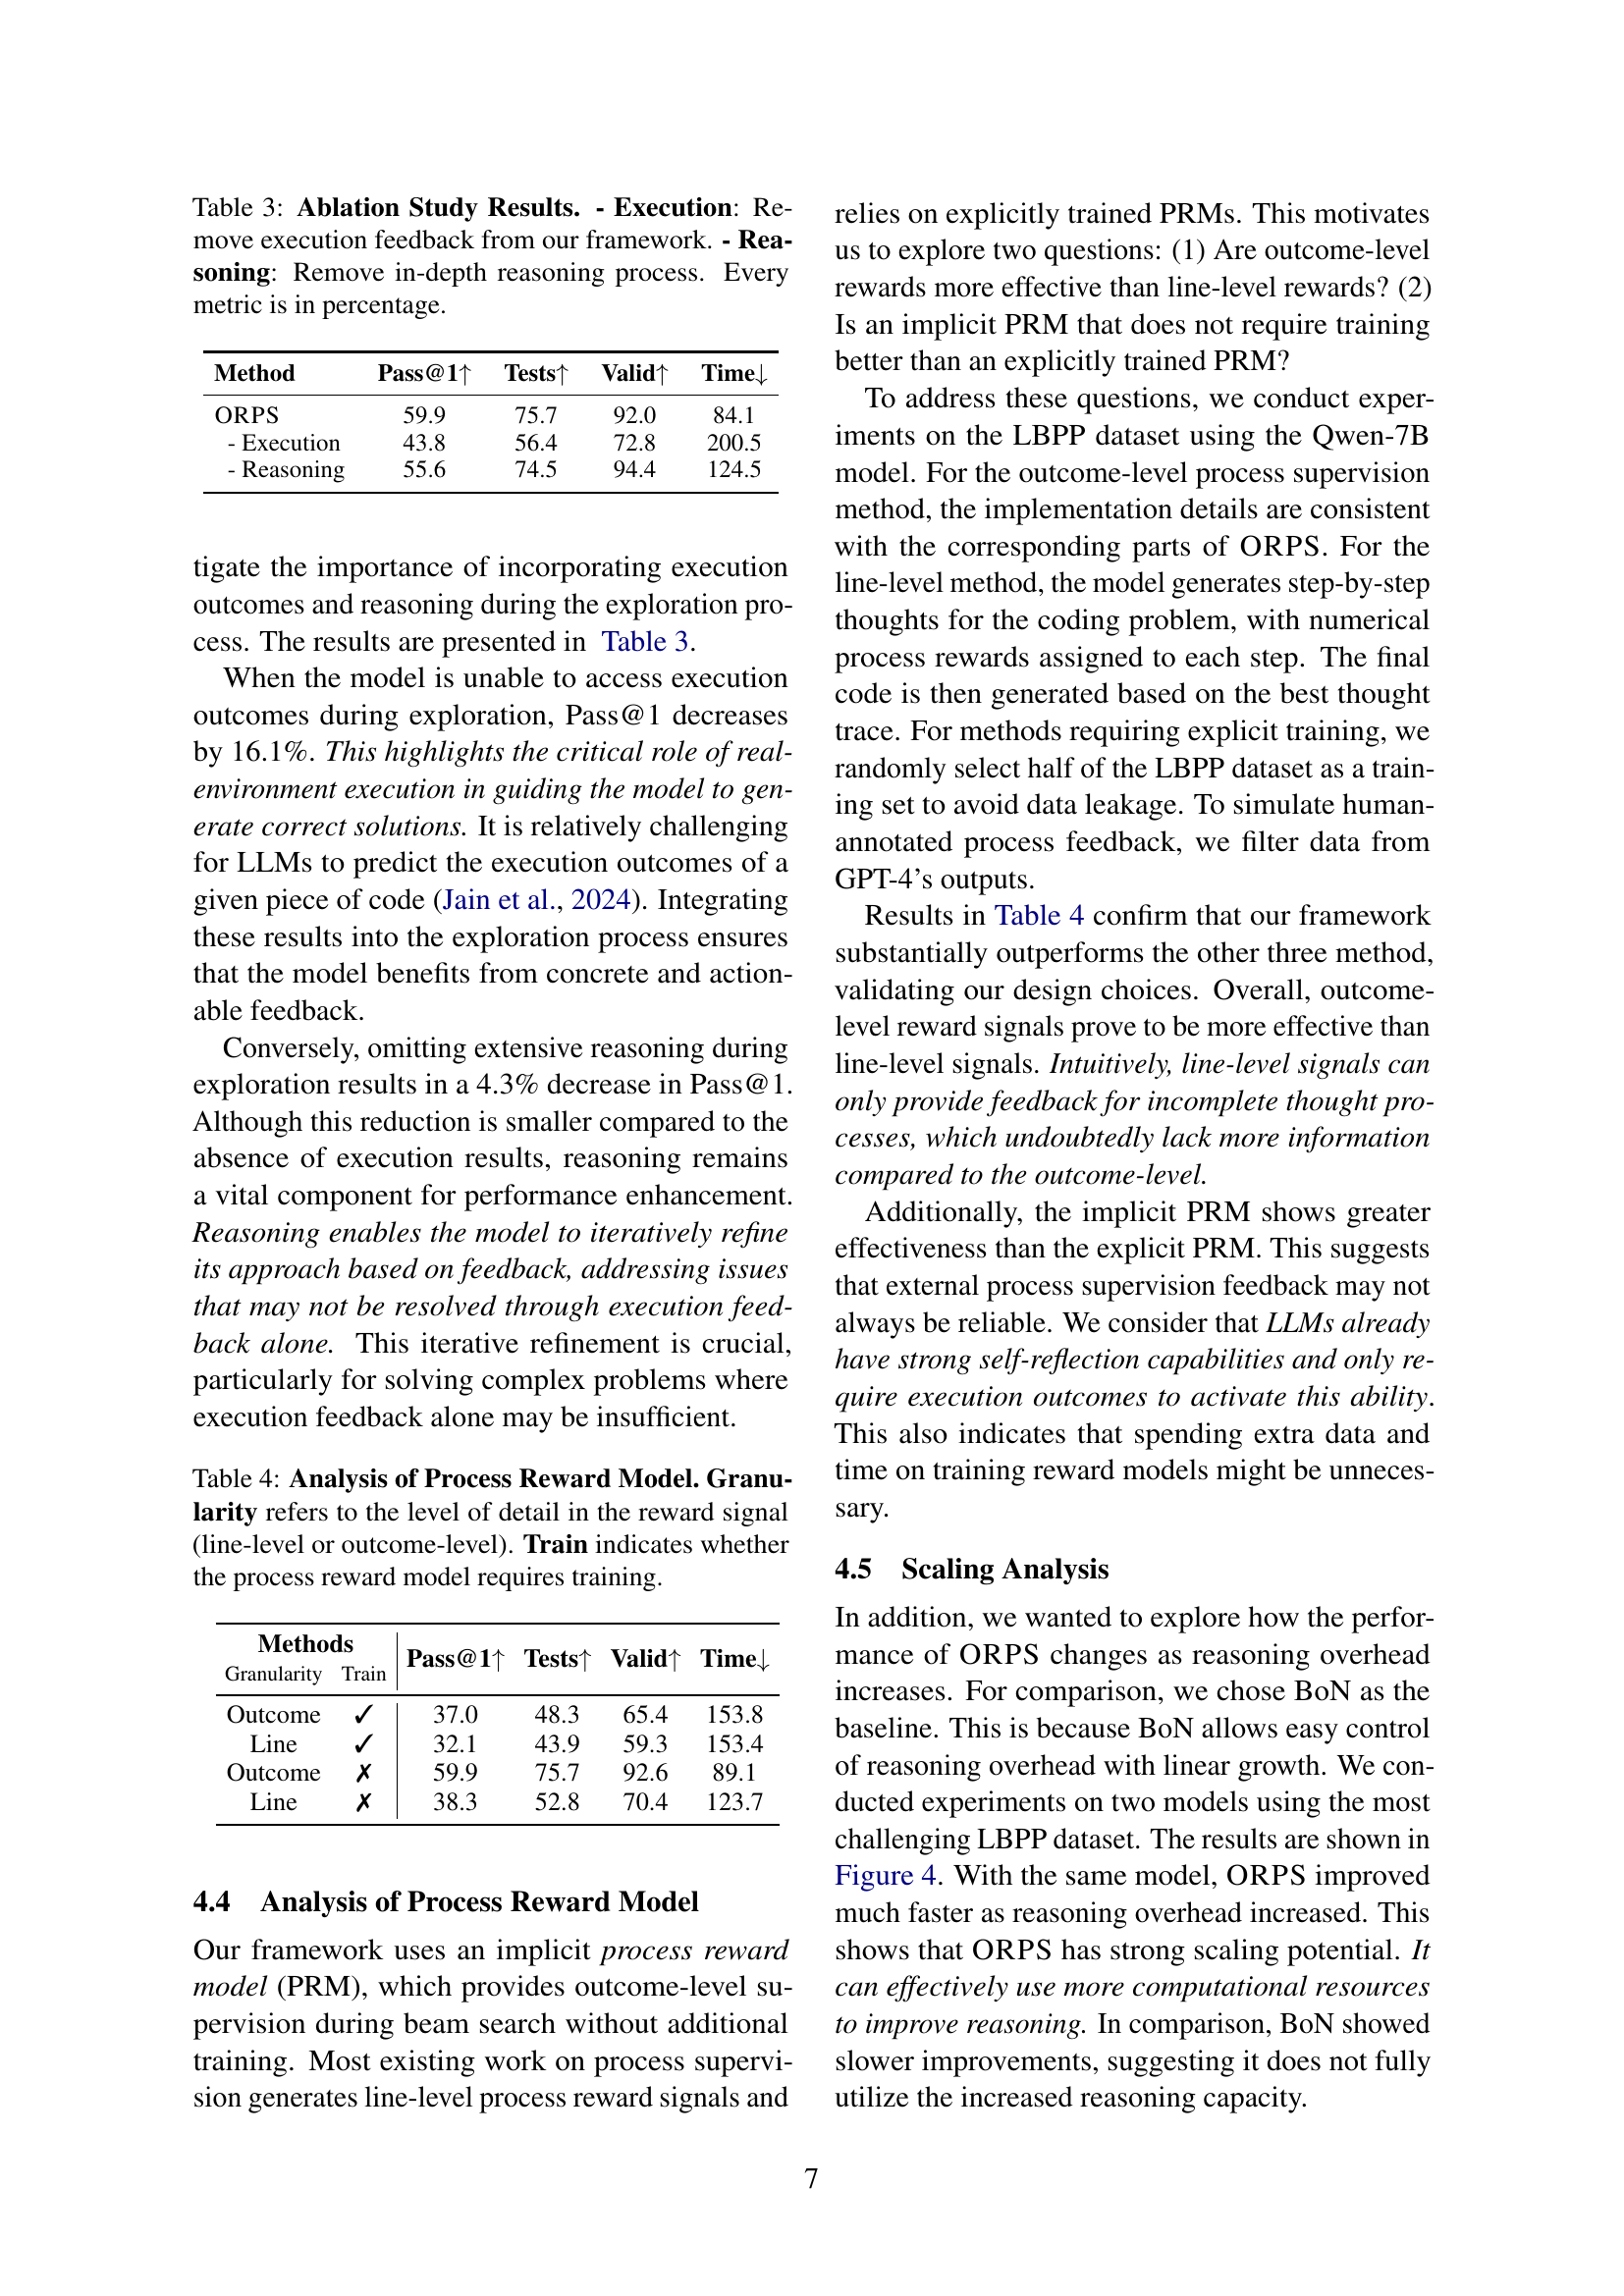 Table 3: Ablation Study Results. - Execution: Re-
move execution feedback from our framework. - Rea-
soning: Remove in-depth reasoning process. Every
metric is in percentage.
Method Pass@1↑ Tests↑ Valid↑ Time↓
ORPS 59.9 75.7 92.0 84.1
- Execution 43.8 56.4 72.8 200.5
- Reasoning 55.6 74.5 94.4 124.5
tigate the importance of incorporating execution
outcomes and reasoning during the exploration pro-
cess. The results are presented in Table 3.
When the model is unable to access execution
outcomes during exploration, Pass@1 decreases
by 16.1%. This highlights the critical role of real-
environment execution in guiding the model to gen-
erate correct solutions. It is relatively challenging
for LLMs to predict the execution outcomes of a
given piece of code (Jain et al., 2024). Integrating
these results into the exploration process ensures
that the model benefits from concrete and action-
able feedback.
Conversely, omitting extensive reasoning during
exploration results in a 4.3% decrease in Pass@1.
Although this reduction is smaller compared to the
absence of execution results, reasoning remains
a vital component for performance enhancement.
Reasoning enables the model to iteratively refine
its approach based on feedback, addressing issues
that may not be resolved through execution feed-
back alone. This iterative refinement is crucial,
particularly for solving complex problems where
execution feedback alone may be insufficient.
Table 4: Analysis of Process Reward Model. Granu-
larity refers to the level of detail in the reward signal
(line-level or outcome-level). Train indicates whether
the process reward model requires training.
Methods Pass@1↑ Tests↑ Valid↑ Time↓
Granularity Train
Outcome ✓ 37.0 48.3 65.4 153.8
Line ✓ 32.1 43.9 59.3 153.4
Outcome ✗ 59.9 75.7 92.6 89.1
Line ✗ 38.3 52.8 70.4 123.7
4.4 Analysis of Process Reward Model
Our framework uses an implicit process reward
model (PRM), which provides outcome-level su-
pervision during beam search without additional
training. Most existing work on process supervi-
sion generates line-level process reward signals and
relies on explicitly trained PRMs. This motivates
us to explore two questions: (1) Are outcome-level
rewards more effective than line-level rewards? (2)
Is an implicit PRM that does not require training
better than an explicitly trained PRM?
To address these questions, we conduct exper-
iments on the LBPP dataset using the Qwen-7B
model. For the outcome-level process supervision
method, the implementation details are consistent
with the corresponding parts of ORPS. For the
line-level method, the model generates step-by-step
thoughts for the coding problem, with numerical
process rewards assigned to each step. The final
code is then generated based on the best thought
trace. For methods requiring explicit training, we
randomly select half of the LBPP dataset as a train-
ing set to avoid data leakage. To simulate human-
annotated process feedback, we filter data from
GPT-4's outputs.
Results in Table 4 confirm that our framework
substantially outperforms the other three method,
validating our design choices. Overall, outcome-
level reward signals prove to be more effective than
line-level signals. Intuitively, line-level signals can
only provide feedback for incomplete thought pro-
cesses, which undoubtedly lack more information
compared to the outcome-level.
Additionally, the implicit PRM shows greater
effectiveness than the explicit PRM. This suggests
that external process supervision feedback may not
always be reliable. We consider that LLMs already
have strong self-reflection capabilities and only re-
quire execution outcomes to activate this ability.
This also indicates that spending extra data and
time on training reward models might be unneces-
sary.
4.5 Scaling Analysis
In addition, we wanted to explore how the perfor-
mance of ORPS changes as reasoning overhead
increases. For comparison, we chose BoN as the
baseline. This is because BoN allows easy control
of reasoning overhead with linear growth. We con-
ducted experiments on two models using the most
challenging LBPP dataset. The results are shown in
Figure 4. With the same model, ORPS improved
much faster as reasoning overhead increased. This
shows that ORPS has strong scaling potential. It
can effectively use more computational resources
to improve reasoning. In comparison, BoN showed
slower improvements, suggesting it does not fully
utilize the increased reasoning capacity.
7